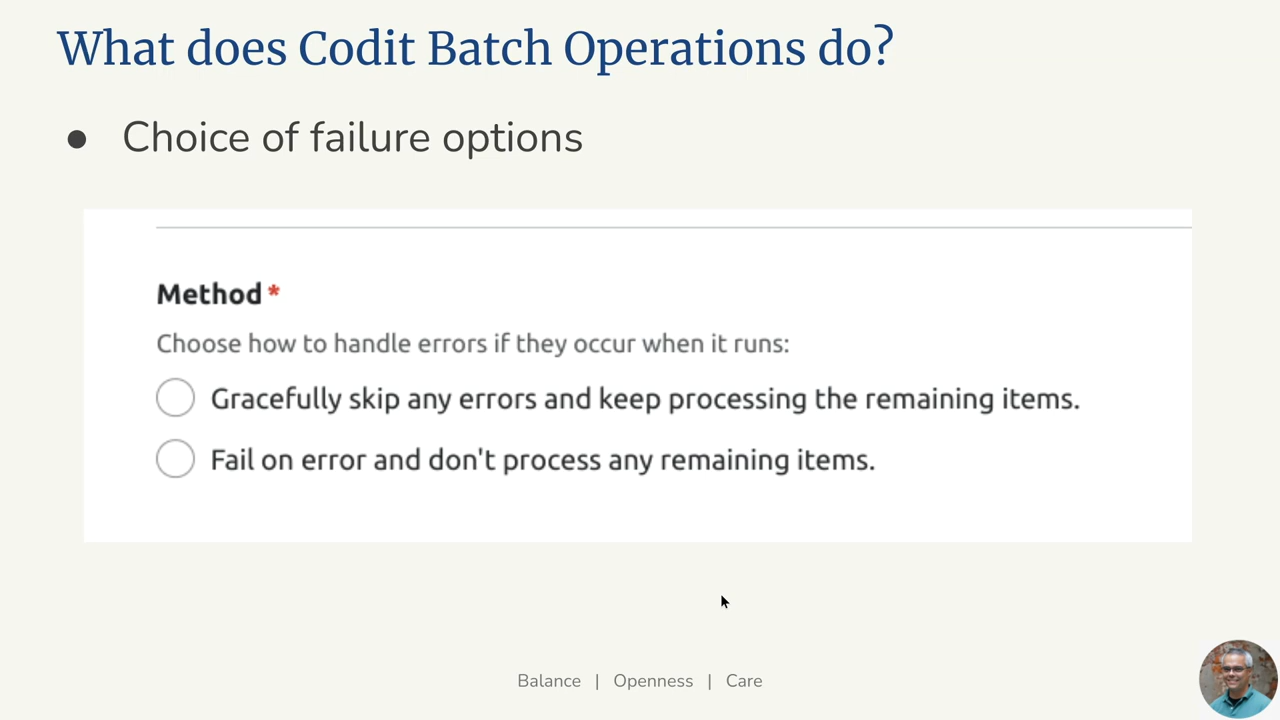 What does Codit Batch Operations do?
● Choice of failure options
Method *
Choose how to handle errors if they occur when it runs:
Gracefully skip any errors and keep processing the remaining items.
Fail on error and don't process any remaining items.
Balance | Openness | Care